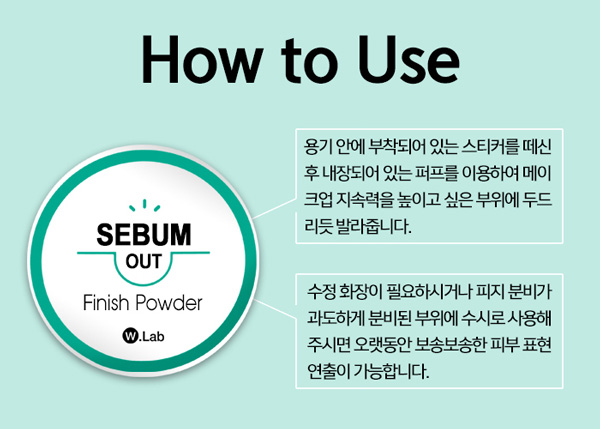 How to Use
용기 안에 부착되어 있는 스티커를 떼신
후 내장되어 있는 퍼프를 이용하여 메이
크업 지속력을 높이고 싶은 부위에 두드
리듯 발라줍니다.
SEBUM
OUT
Finish Powder
W.Lab
수정 화장이 필요하시거나 피지 분비가
과도하게 분비된 부위에 수시로 사용해
주시면 오랫동안 보송보송한 피부 표현
연출이 가능합니다.